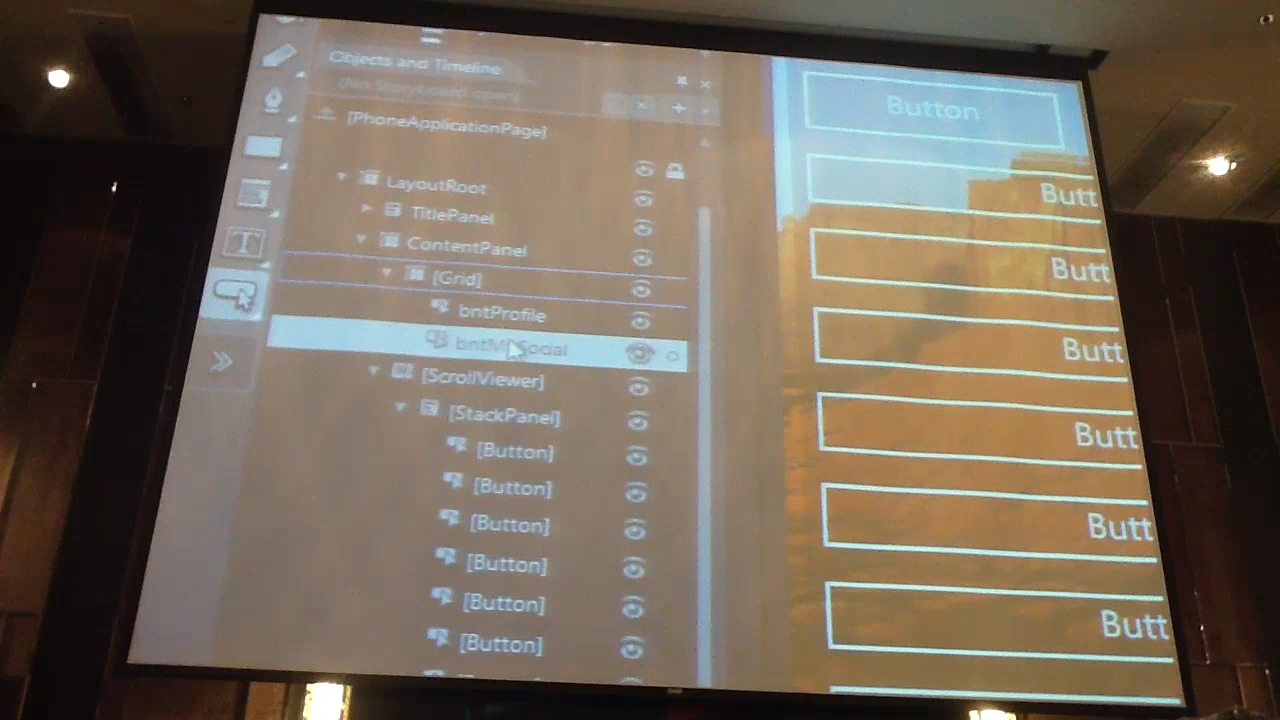 Objects and Timeline
(No Storyboard open)
[PhoneApplicationPage]
LayoutRoot
TitlePanel
ContentPanel
[Grid]
bntProfile
[ScrollViewer]
[StackPanel]
[Button]
[Button]
[Button]
[Button]
[Button]
[Button]
T
Button
Butt
Butt
Butt
Butt
Butt
Butt